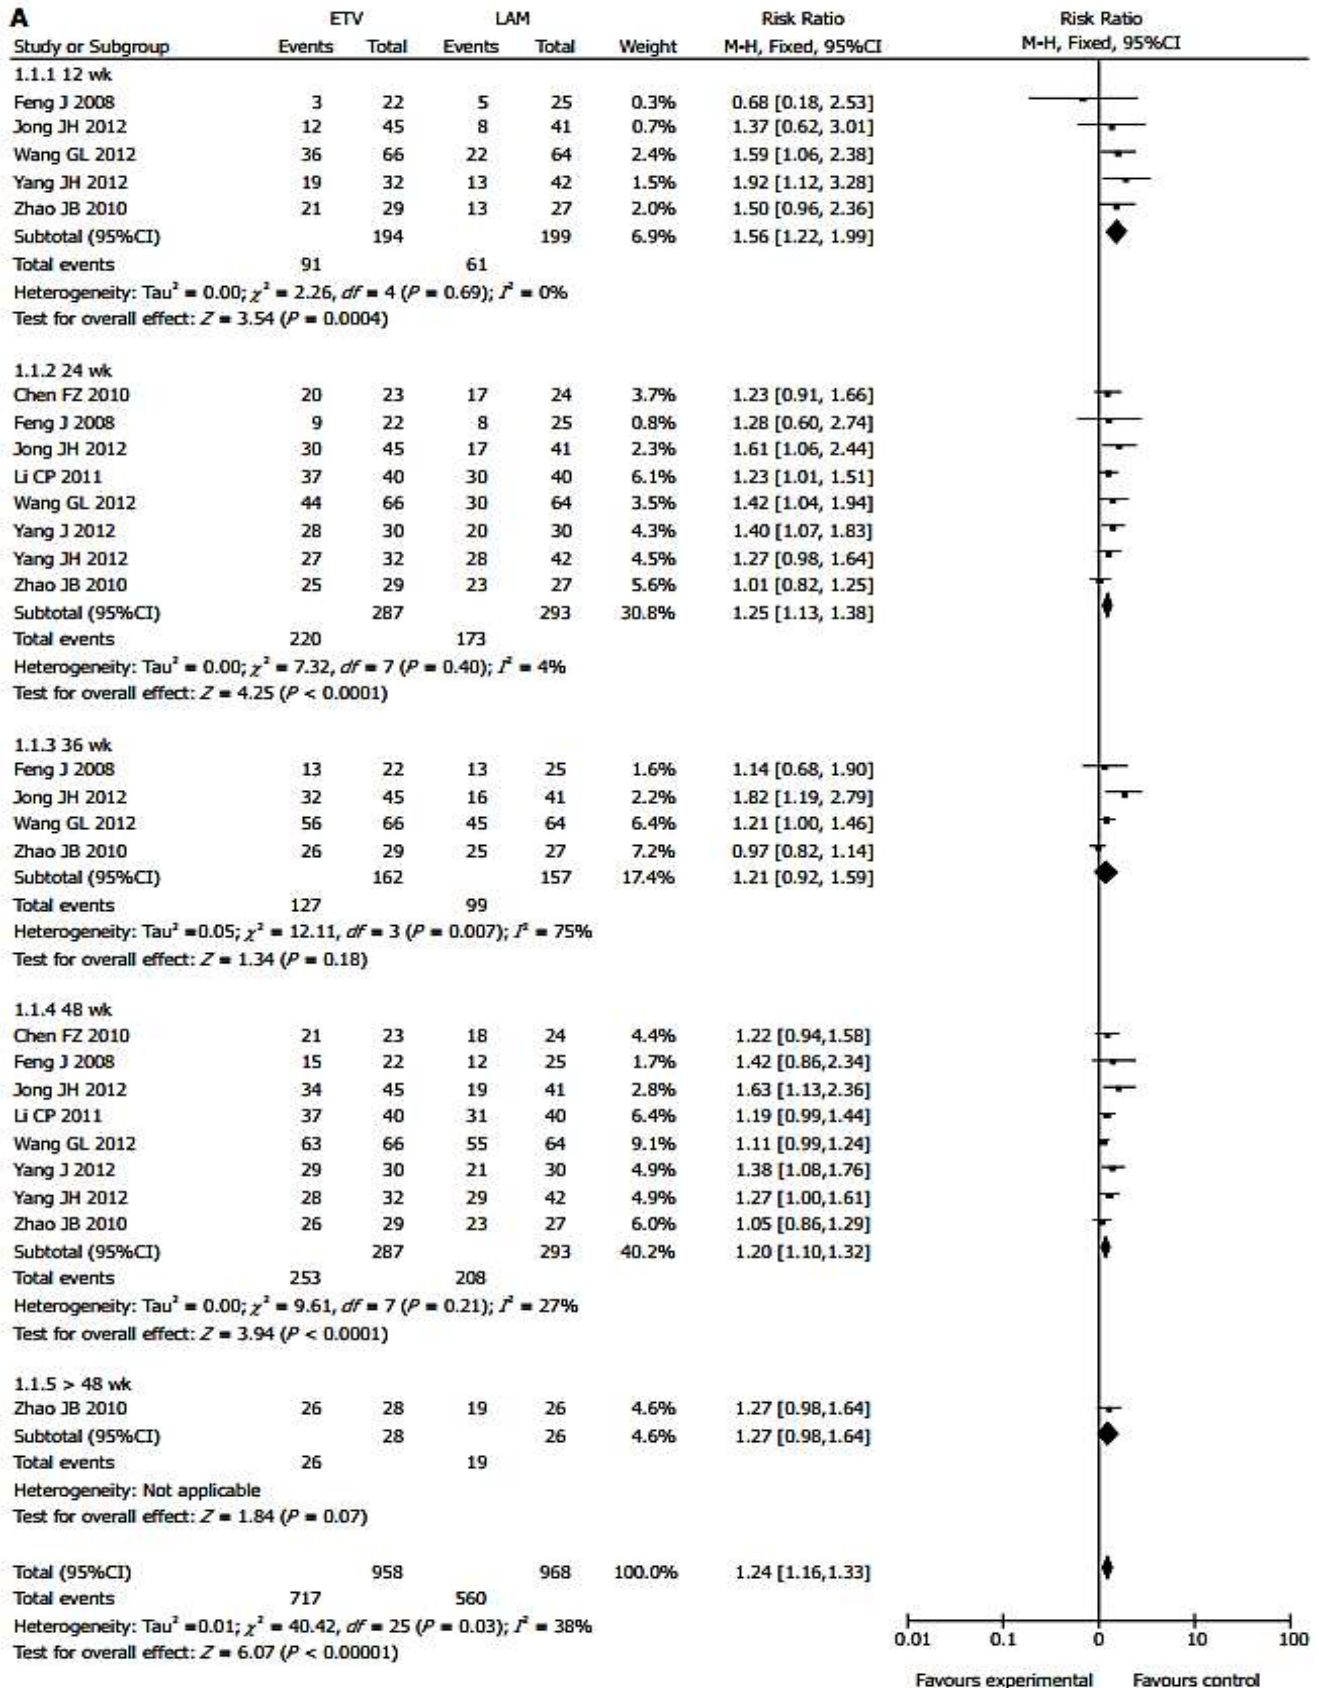 A
ETV LAM Risk Ratio Risk Ratio
Study or Subgroup Events Total Events Total Weight M-H, Fixed, 95%CI M-H, Fixed, 95%CI
1.1.1 12 wk
Feng J 2008 3 22 5 25 0.3% 0.68 [0.18, 2.53]
Jong JH 2012 12 45 8 41 0.7% 1.37 [0.62, 3.01]
Wang GL 2012 36 66 22 64 2.4% 1.59 [1.06, 2.38]
Yang JH 2012 19 32 13 42 1.5% 1.92 [1.12, 3.28]
Zhao JB 2010 21 29 13 27 2.0% 1.50 [0.96, 2.36]
Subtotal (95%CI) 194 199 6.9% 1.56 [1.22, 1.99]
Total events 91 61
Heterogeneity: Tau² = 0.00; χ² = 2.26, df = 4 (P = 0.69); I² = 0%
Test for overall effect: Z = 3.54 (P = 0.0004)
1.1.2 24 wk
Chen FZ 2010 20 23 17 24 3.7% 1.23 [0.91, 1.66]
Feng J 2008 9 22 8 25 0.8% 1.28 [0.60, 2.74]
Jong JH 2012 30 45 17 41 2.3% 1.61 [1.06, 2.44]
Li CP 2011 37 40 30 40 6.1% 1.23 [1.01, 1.51]
Wang GL 2012 44 66 30 64 3.5% 1.42 [1.04, 1.94]
Yang J 2012 28 30 20 30 4.3% 1.40 [1.07, 1.83]
Yang JH 2012 27 32 28 42 4.5% 1.27 [0.98, 1.64]
Zhao JB 2010 25 29 23 27 5.6% 1.01 [0.82, 1.25]
Subtotal (95%CI) 287 293 30.8% 1.25 [1.13, 1.38]
Total events 220 173
Heterogeneity: Tau² = 0.00; χ² = 7.32, df = 7 (P = 0.40); I² = 4%
Test for overall effect: Z = 4.25 (P < 0.0001)
1.1.3 36 wk
Feng J 2008 13 22 13 25 1.6% 1.14 [0.68, 1.90]
Jong JH 2012 32 45 16 41 2.2% 1.82 [1.19, 2.79]
Wang GL 2012 56 66 45 64 6.4% 1.21 [1.00, 1.46]
Zhao JB 2010 26 29 25 27 7.2% 0.97 [0.82, 1.14]
Subtotal (95%CI) 162 157 17.4% 1.21 [0.92, 1.59]
Total events 127 99
Heterogeneity: Tau² =0.05; χ² = 12.11, df = 3 (P = 0.007); I² = 75%
Test for overall effect: Z = 1.34 (P = 0.18)
1.1.4 48 wk
Chen FZ 2010 21 23 18 24 4.4% 1.22 [0.94,1.58]
Feng J 2008 15 22 12 25 1.7% 1.42 [0.86,2.34]
Jong JH 2012 34 45 19 41 2.8% 1.63 [1.13,2.36]
Li CP 2011 37 40 31 40 6.4% 1.19 [0.99,1.44]
Wang GL 2012 63 66 55 64 9.1% 1.11 [0.99,1.24]
Yang J 2012 29 30 21 30 4.9% 1.38 [1.08,1.76]
Yang JH 2012 28 32 29 42 4.9% 1.27 [1.00,1.61]
Zhao JB 2010 26 29 23 27 6.0% 1.05 [0.86,1.29]
Subtotal (95%CI) 287 293 40.2% 1.20 [1.10,1.32]
Total events 253 208
Heterogeneity: Tau² = 0.00; χ² = 9.61, df = 7 (P = 0.21); I² = 27%
Test for overall effect: Z = 3.94 (P < 0.0001)
1.1.5 > 48 wk
Zhao JB 2010 26 28 19 26 4.6% 1.27 [0.98,1.64]
Subtotal (95%CI) 28 26 4.6% 1.27 [0.98,1.64]
Total events 26 19
Heterogeneity: Not applicable
Test for overall effect: Z = 1.84 (P = 0.07)
Total (95%CI) 958 968 100.0% 1.24 [1.16,1.33]
Total events 717 560
Heterogeneity: Tau² =0.01; χ² = 40.42, df = 25 (P = 0.03); I² = 38%
Test for overall effect: Z = 6.07 (P < 0.00001)
0.01 0.1 0 10 100
Favours experimental Favours control